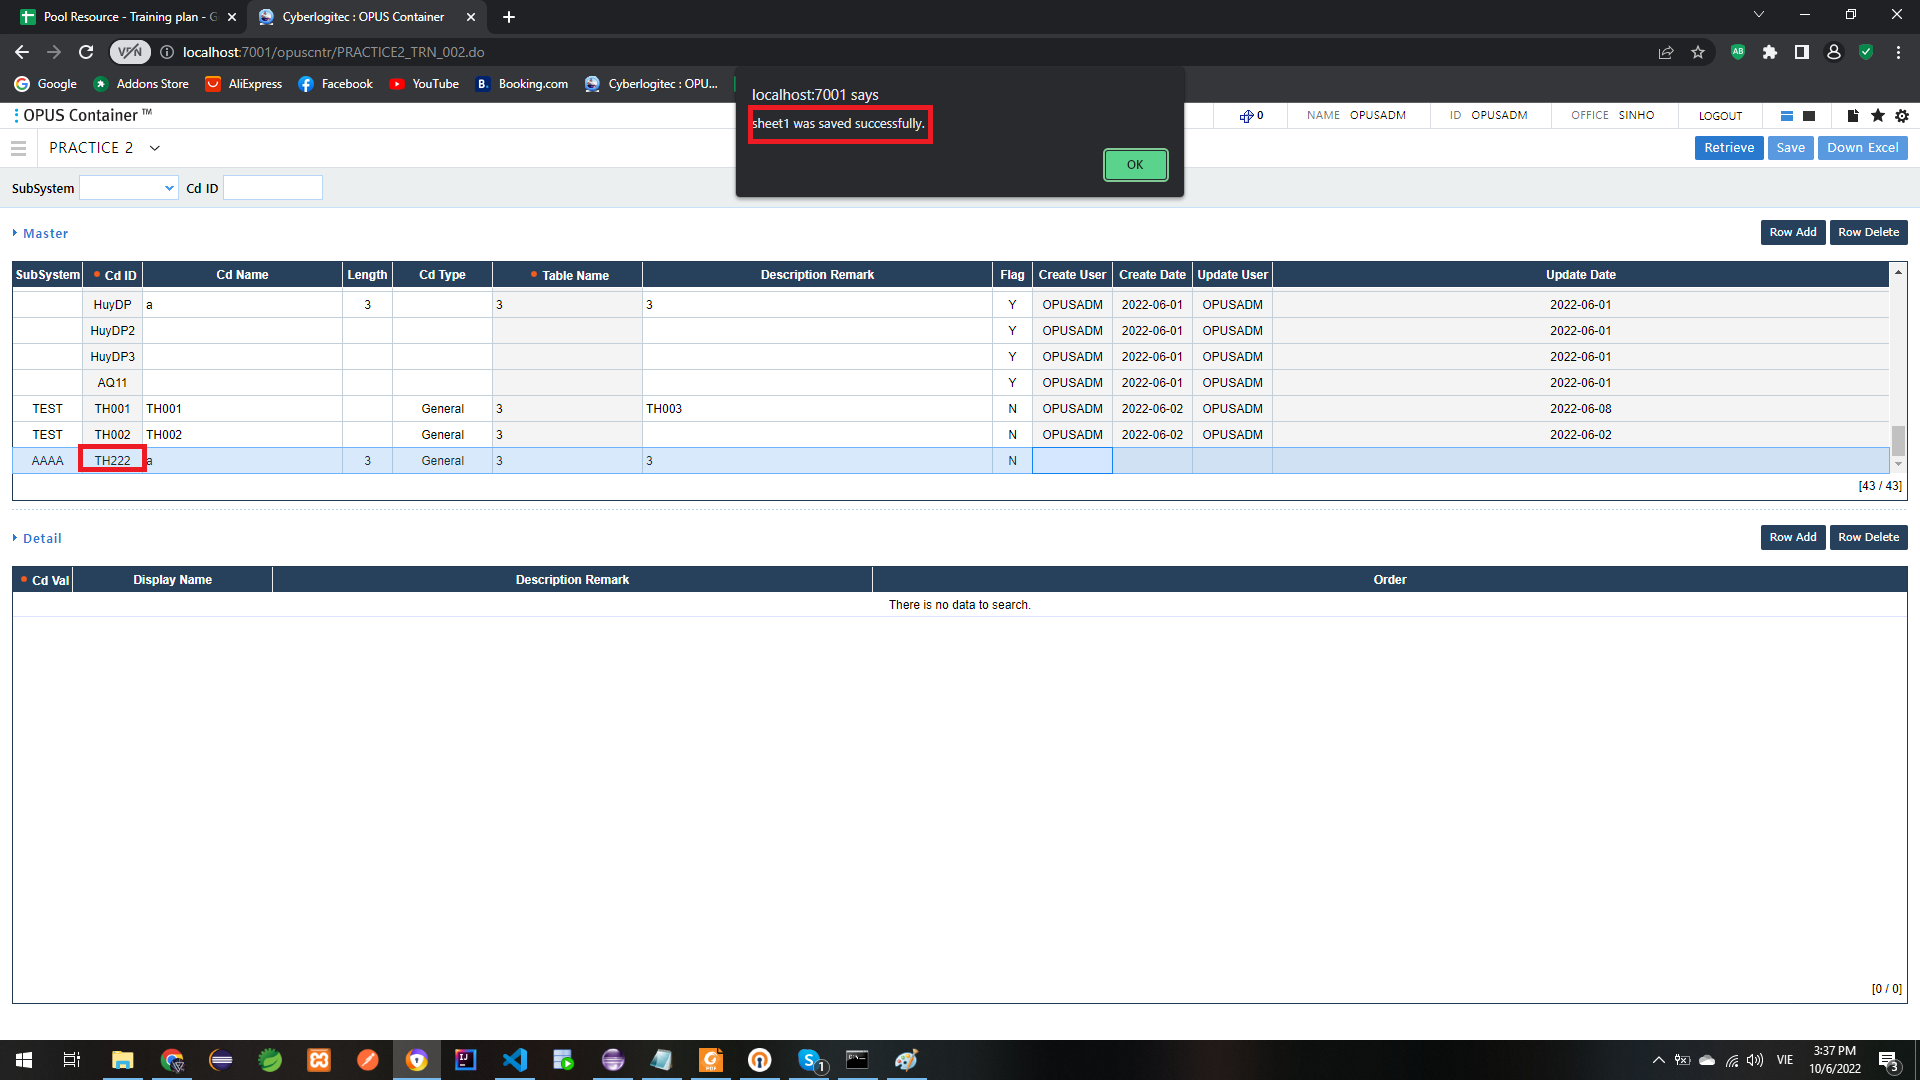 Pool Resource - Training plan - G
Cyberlogitec : OPUS Container
VPN
localhost:7001/opuscntr/PRACTICE2_TRN_002.do
Google Addons Store AliExpress Facebook YouTube Booking.com Cyberlogitec : OPU...
localhost:7001 says
sheet1 was saved successfully.
OK
OPUS Container ™
0 NAME OPUSADM ID OPUSADM OFFICE SINHO LOGOUT
PRACTICE 2
Retrieve Save Down Excel
SubSystem Cd ID
Master
Row Add Row Delete
SubSystem Cd ID Cd Name Length Cd Type Table Name Description Remark Flag Create User Create Date Update User Update Date
HuyDP a 3 3 3 Y OPUSADM 2022-06-01 OPUSADM 2022-06-01
HuyDP2 Y OPUSADM 2022-06-01 OPUSADM 2022-06-01
HuyDP3 Y OPUSADM 2022-06-01 OPUSADM 2022-06-01
AQ11 Y OPUSADM 2022-06-01 OPUSADM 2022-06-01
TEST TH001 TH001 General 3 TH003 N OPUSADM 2022-06-02 OPUSADM 2022-06-08
TEST TH002 TH002 General 3 N OPUSADM 2022-06-02 OPUSADM 2022-06-02
AAAA TH222 a 3 General 3 3 N
[43 / 43]
Detail
Row Add Row Delete
Cd Val Display Name Description Remark Order
There is no data to search.
[0 / 0]
VIE
3:37 PM
10/6/2022
3
1